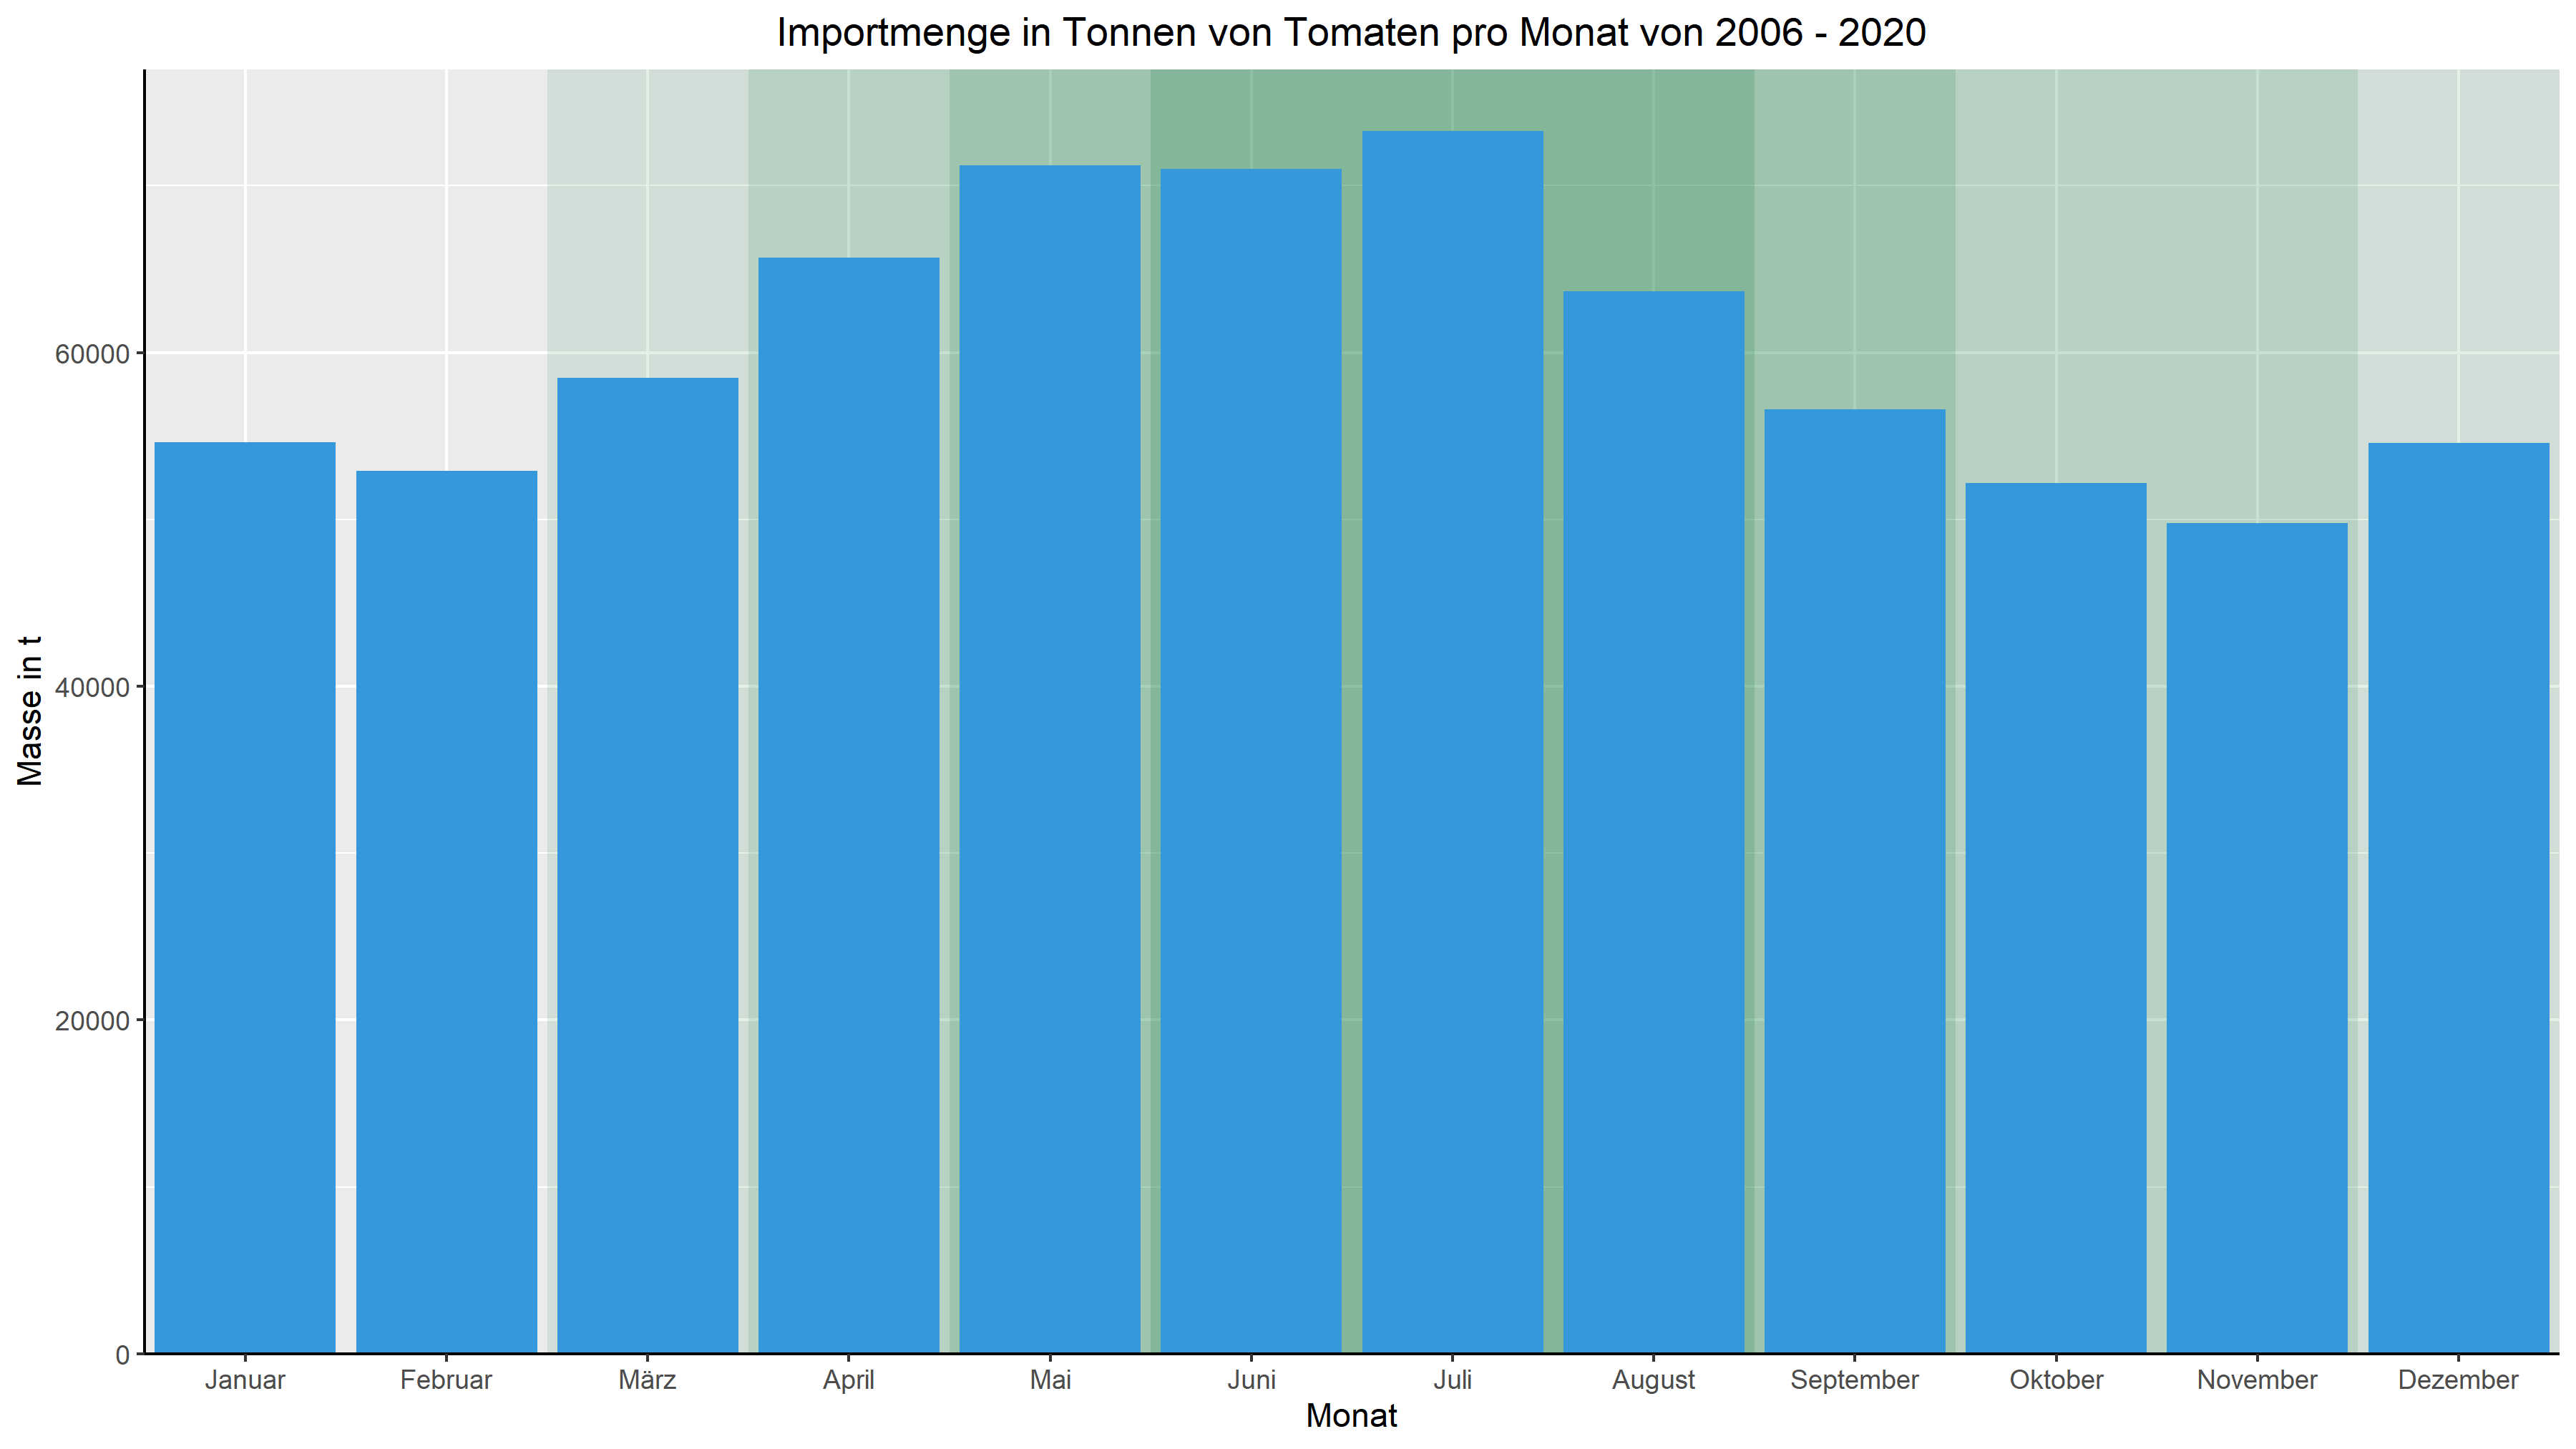 Importmenge in Tonnen von Tomaten pro Monat von 2006 - 2020
Masse in t
60000
40000
20000
0
Januar Februar März April Mai Juni Juli August September Oktober November Dezember
Monat